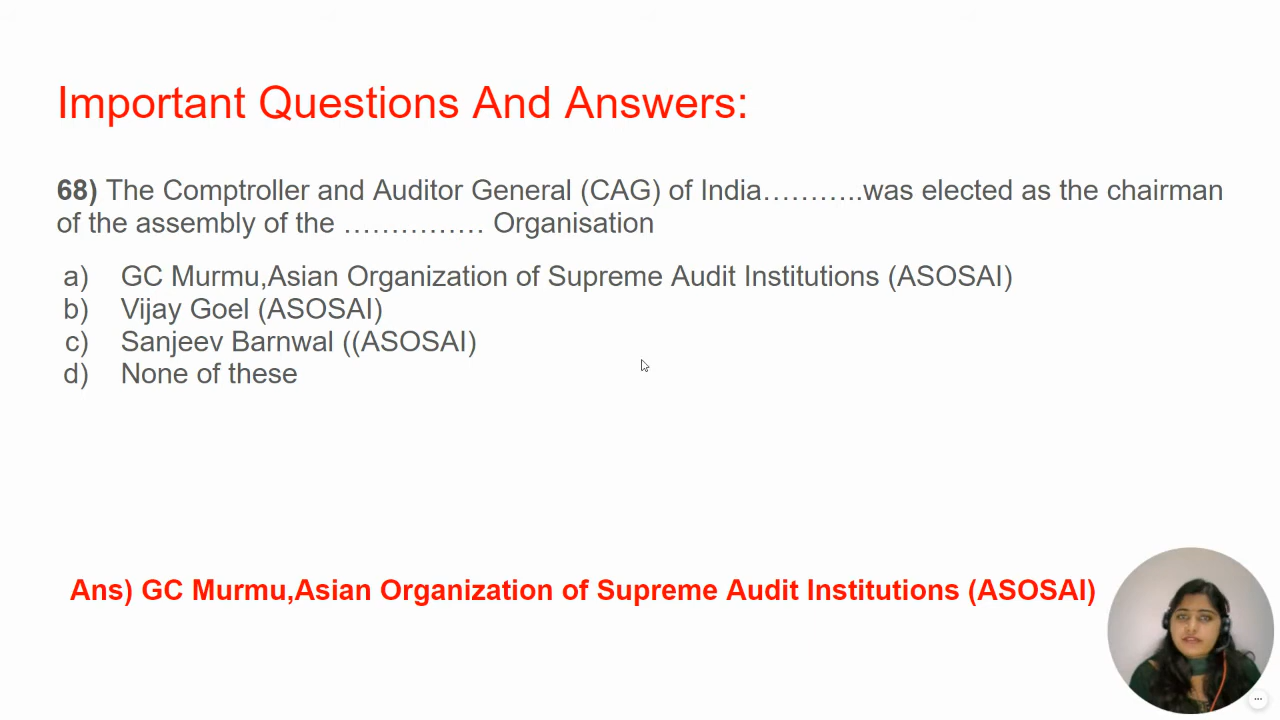 Important Questions And Answers:
68) The Comptroller and Auditor General (CAG) of India………..was elected as the chairman
of the assembly of the …………… Organisation
a) GC Murmu,Asian Organization of Supreme Audit Institutions (ASOSAI)
b) Vijay Goel (ASOSAI)
c) Sanjeev Barnwal ((ASOSAI)
d) None of these
Ans) GC Murmu,Asian Organization of Supreme Audit Institutions (ASOSAI)